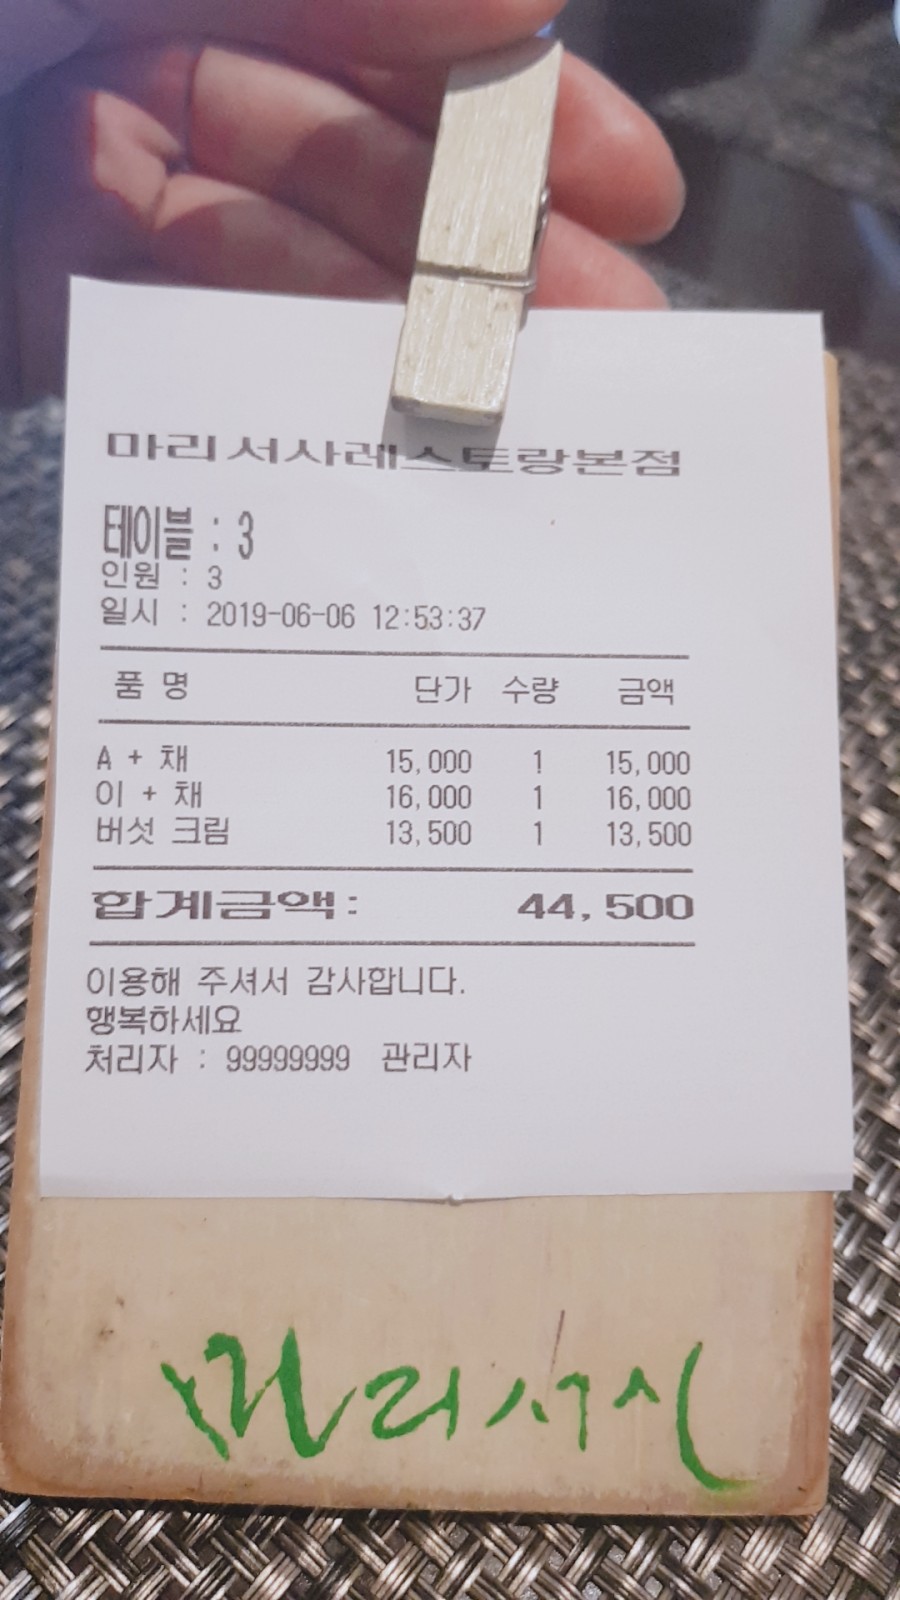 마리서사레스토랑본점
테이블 : 3
인원 : 3
일시 : 2019-06-06 12:53:37
품 명 단가 수량 금액
A + 채 15,000 1 15,000
이 + 채 16,000 1 16,000
버섯 크림 13,500 1 13,500
합계금액: 44,500
이용해 주셔서 감사합니다.
행복하세요
처리자 : 99999999 관리자
마리서사